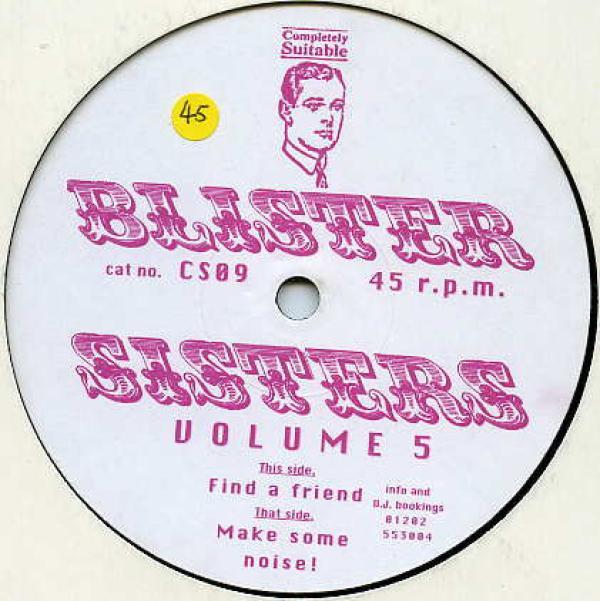 Completely
Suitable
45
BLISTER
cat no. CS09
45 r.p.m.
SISTERS
VOLUME 5
This side.
Find a friend
That side.
Make some
noise!
info and
D.J. bookings
01202
553004